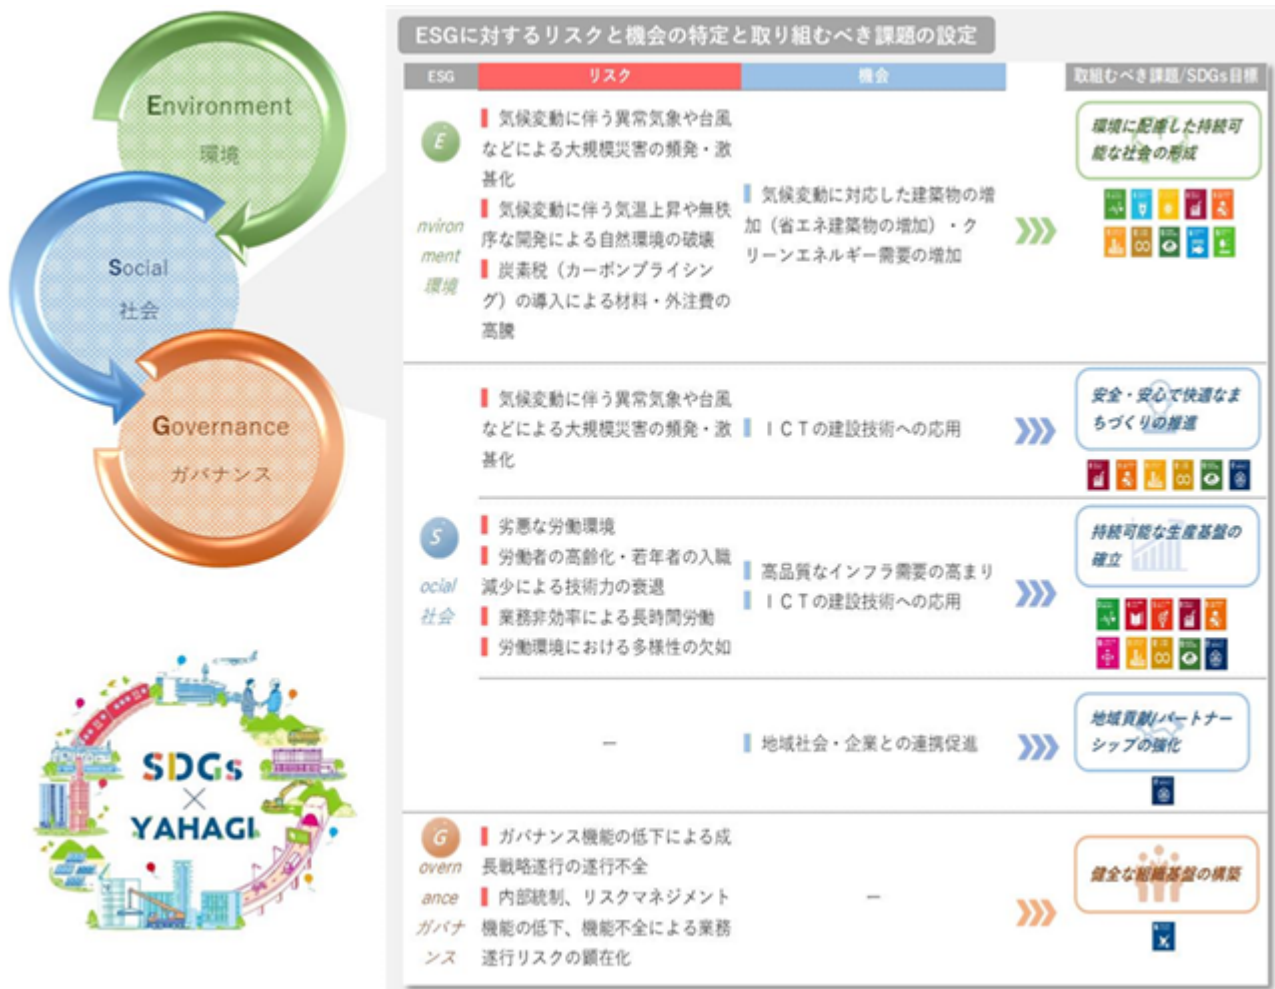 Environment
環境
Social
社会
Governance
ガバナンス
SDGs
×
YAHAGI
ESGに対するリスクと機会の特定と取り組むべき課題の設定
ESG
リスク
機会
取組むべき課題/SDGs目標
E
nviron
ment
環境
気候変動に伴う異常気象や台風
などによる大規模災害の頻発・激
甚化
気候変動に伴う気温上昇や無秩
序な開発による自然環境の破壊
炭素税（カーボンプライシン
グ）の導入による材料・外注費の
高騰
気候変動に対応した建築物の増
加（省エネ建築物の増加）・ク
リーンエネルギー需要の増加
環境に配慮した持続可
能な社会の形成
S
ocial
社会
気候変動に伴う異常気象や台風
などによる大規模災害の頻発・激
甚化
ＩＣＴの建設技術への応用
安全・安心で快適なま
ちづくりの推進
劣悪な労働環境
労働者の高齢化・若年者の入職
減少による技術力の衰退
業務非効率による長時間労働
労働環境における多様性の欠如
高品質なインフラ需要の高まり
ＩＣＴの建設技術への応用
持続可能な生産基盤の
確立
－
地域社会・企業との連携促進
地域貢献/パートナー
シップの強化
G
overn
ance
ガバナ
ンス
ガバナンス機能の低下による成
長戦略遂行の遂行不全
内部統制、リスクマネジメント
機能の低下、機能不全による業務
遂行リスクの顕在化
－
健全な組織基盤の構築